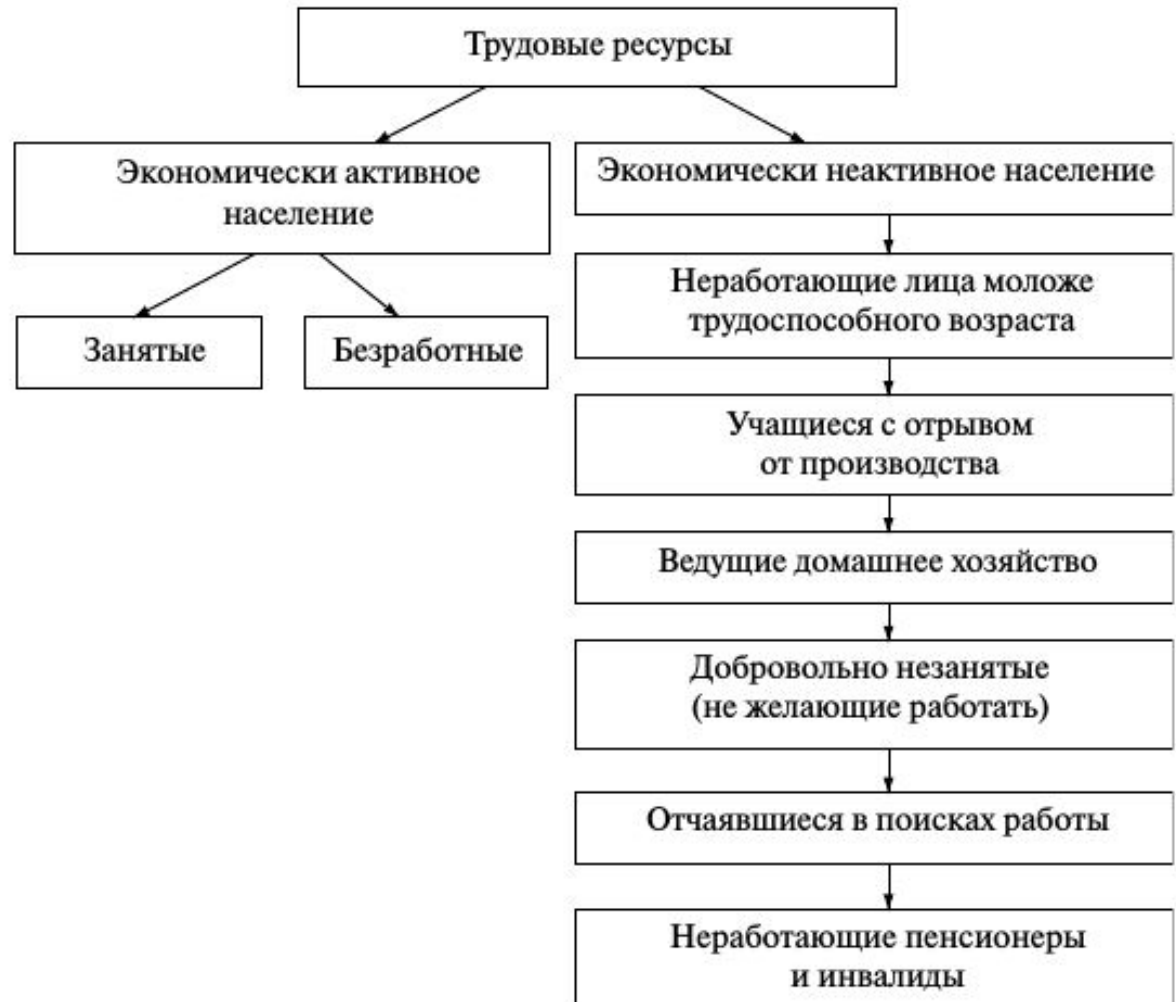 Трудовые ресурсы
Экономически активное
население
Экономически неактивное население
Занятые
Безработные
Неработающие лица моложе
трудоспособного возраста
Учащиеся с отрывом
от производства
Ведущие домашнее хозяйство
Добровольно незанятые
(не желающие работать)
Отчаявшиеся в поисках работы
Неработающие пенсионеры
и инвалиды